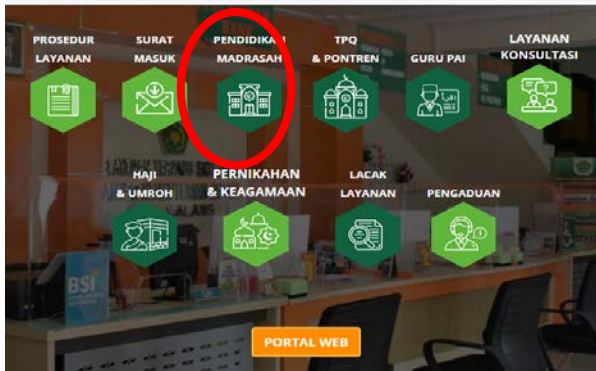 PROSEDUR
LAYANAN
SURAT
MASUK
PENDIDIKAN
MADRASAH
TPQ
& PONTREN
GURU PAI
LAYANAN
KONSULTASI
HAJI
& UMROH
PERNIKAHAN
& KEAGAMAAN
LACAK
LAYANAN
PENGADUAN
BSI
PORTAL WEB